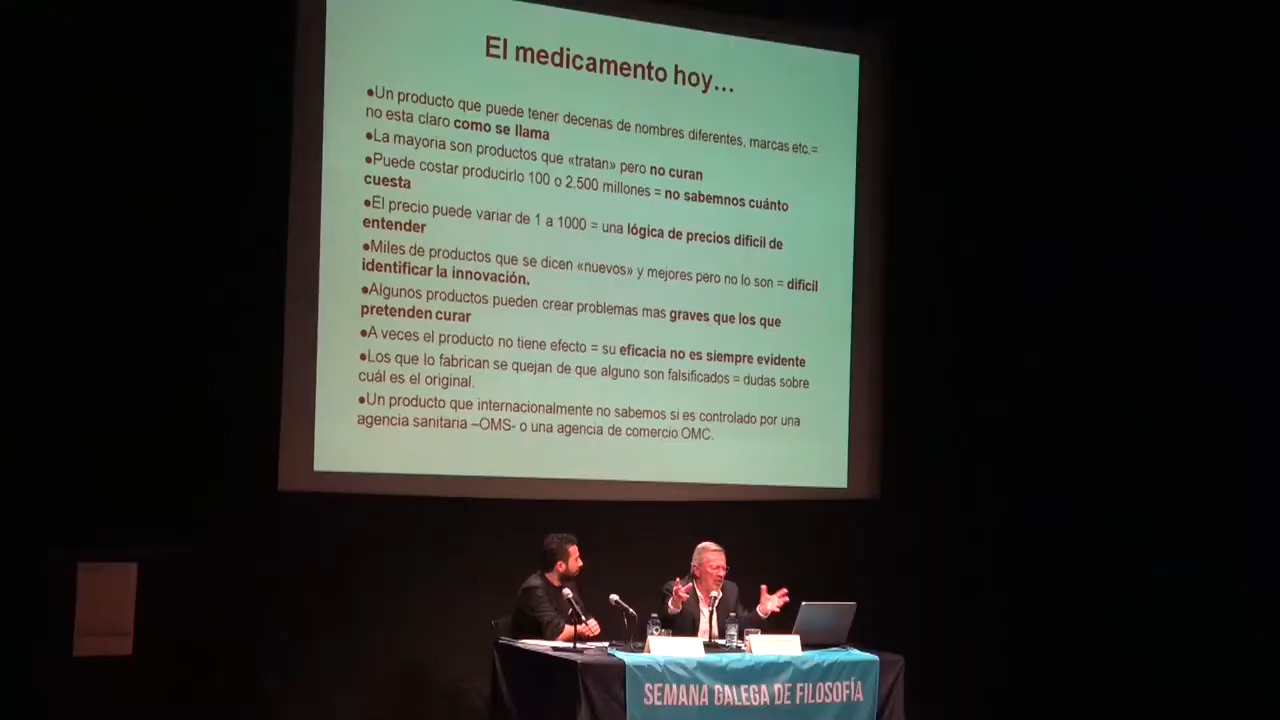 El medicamento hoy...
●Un producto que puede tener decenas de nombres diferentes, marcas etc.=
no esta claro como se llama
●La mayoria son productos que «tratan» pero no curan
●Puede costar producirlo 100 o 2.500 millones = no sabemnos cuánto
cuesta
●El precio puede variar de 1 a 1000 = una lógica de precios dificil de
entender
●Miles de productos que se dicen «nuevos» y mejores pero no lo son = dificil
identificar la innovación.
●Algunos productos pueden crear problemas mas graves que los que
pretenden curar
●A veces el producto no tiene efecto = su eficacia no es siempre evidente
●Los que lo fabrican se quejan de que alguno son falsificados = dudas sobre
cuál es el original.
●Un producto que internacionalmente no sabemos si es controlado por una
agencia sanitaria –OMS- o una agencia de comercio OMC.
SEMANA GALEGA DE FILOSOFÍA